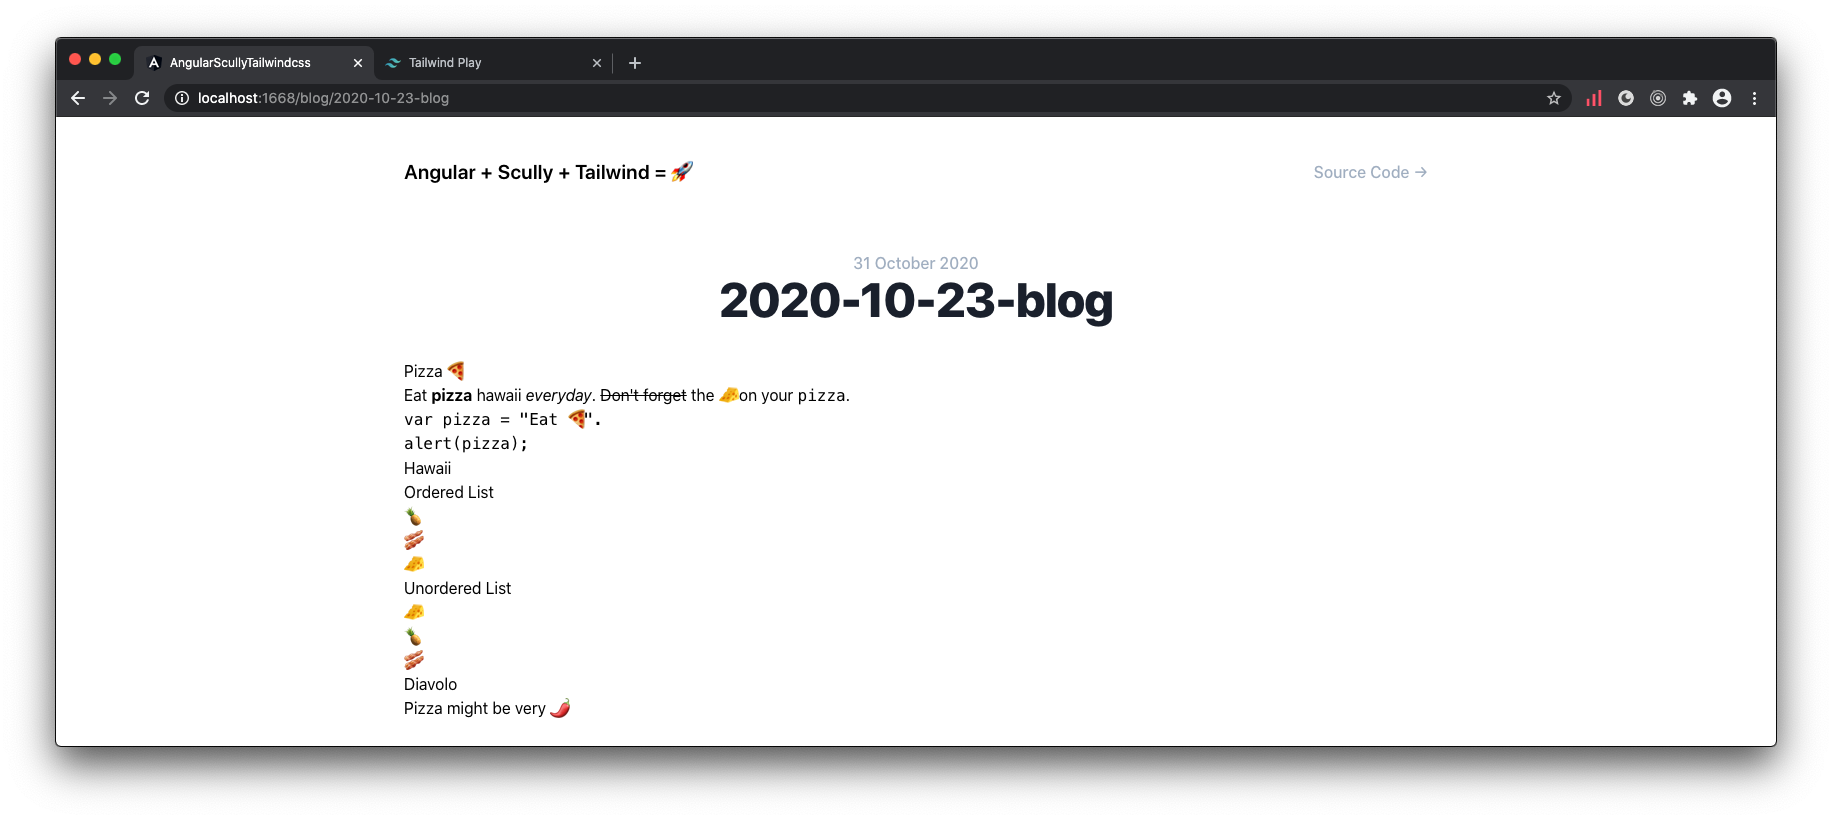 AngularScullyTailwindcss
Tailwind Play
localhost:1668/blog/2020-10-23-blog
Angular + Scully + Tailwind = 🚀
Source Code →
31 October 2020
2020-10-23-blog
Pizza 🍕
Eat pizza hawaii everyday. Don't forget the 🧀on your pizza.
var pizza = "Eat 🍕".
alert(pizza);
Hawaii
Ordered List
🍍
🥓
🧀
Unordered List
🧀
🍍
🥓
Diavolo
Pizza might be very 🌶️